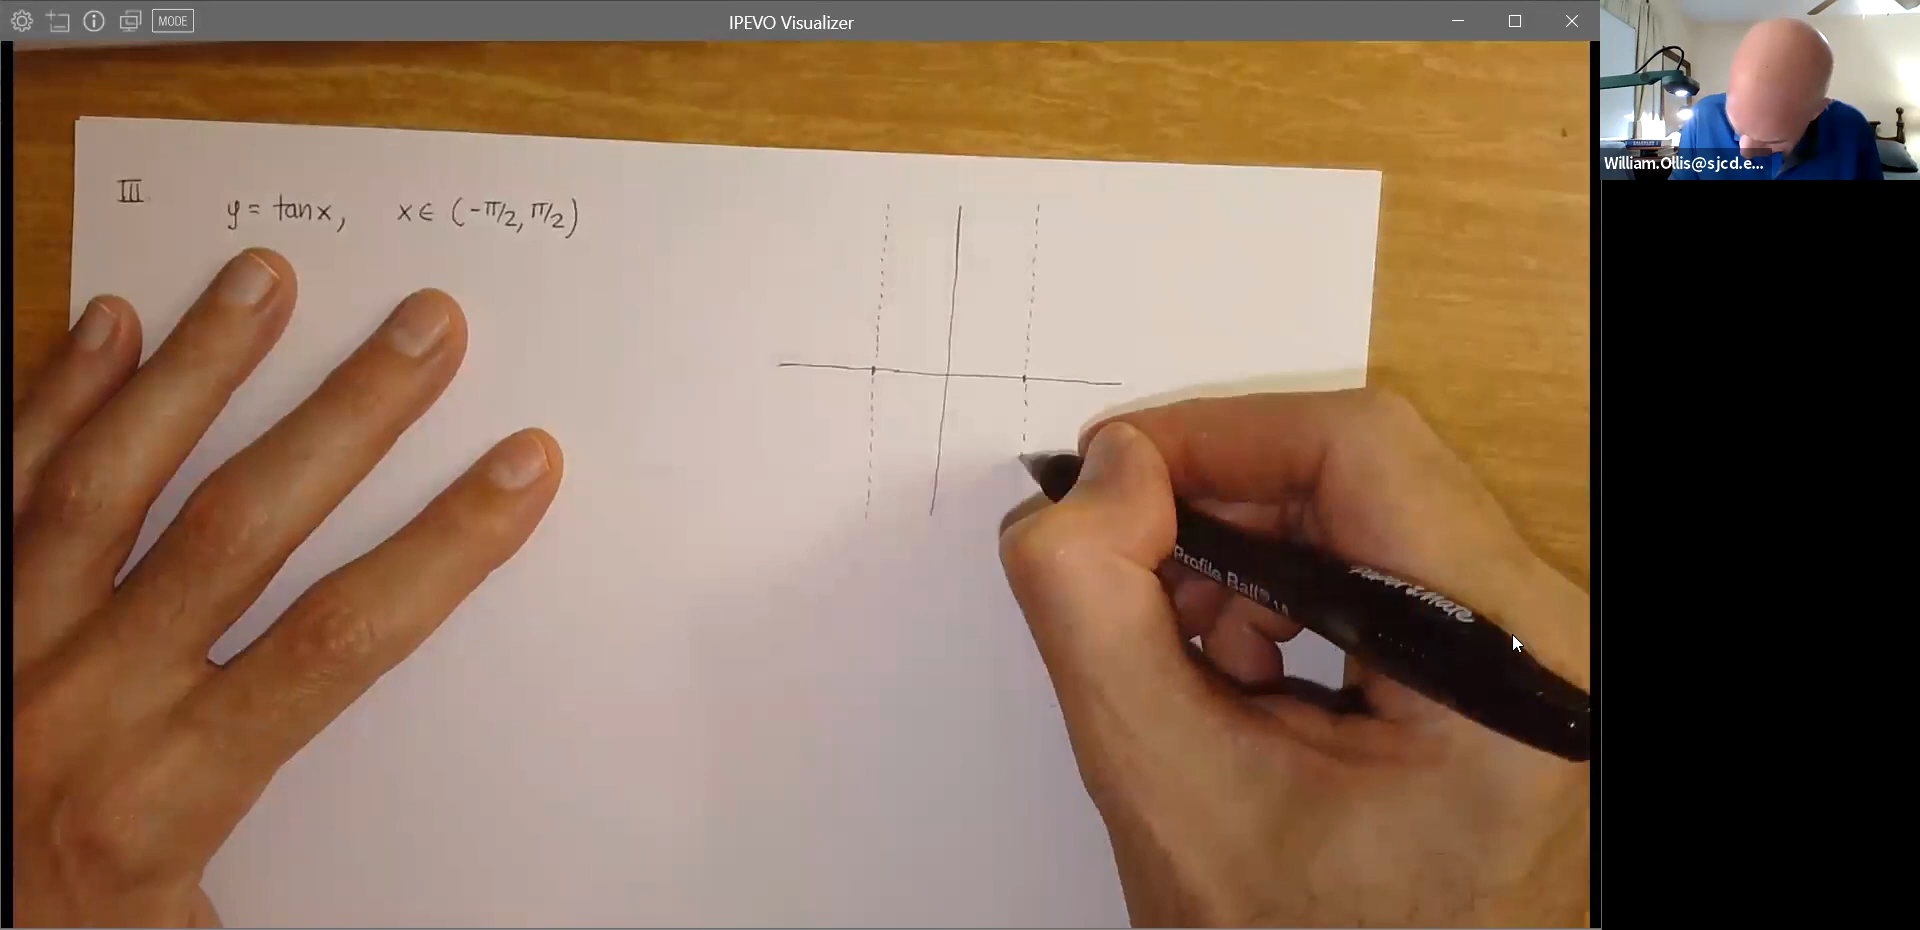 MODE
IPEVO Visualizer
William.Ollis@sjcd.e...
III.
y = tan x, x ∈ (-π/2, π/2)
Profile Ball
Paper Mate